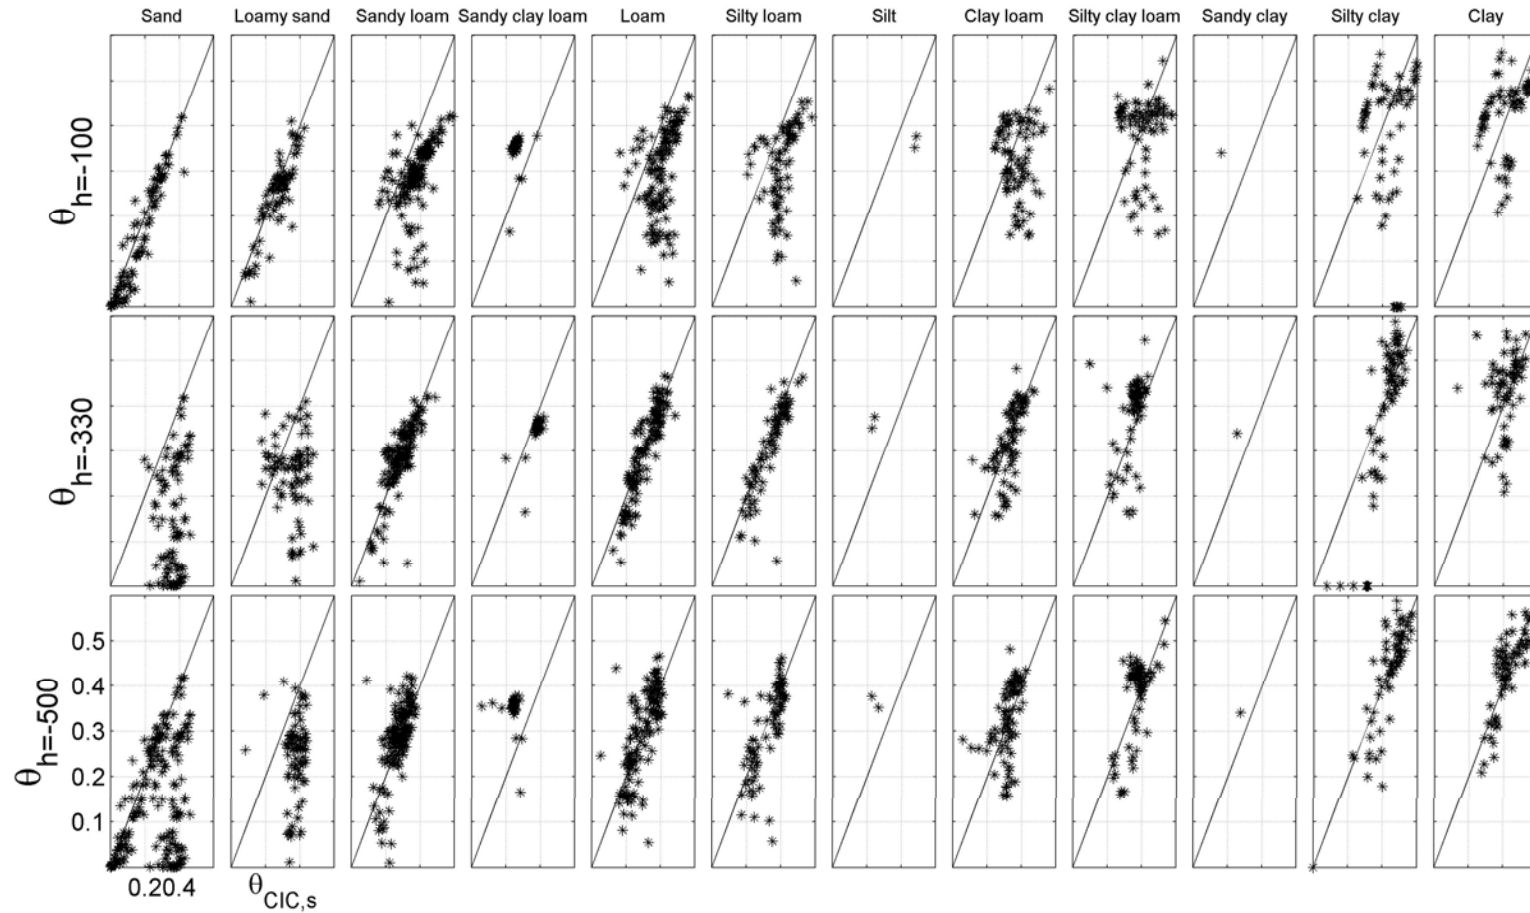 Sand Loamy sand Sandy loam Sandy clay loam Loam Silty loam Silt Clay loam Silty clay loam Sandy clay Silty clay Clay
θh=-100
θh=-330
θh=-500
0.5
0.4
0.3
0.2
0.1
0.20.4 θCIC,s